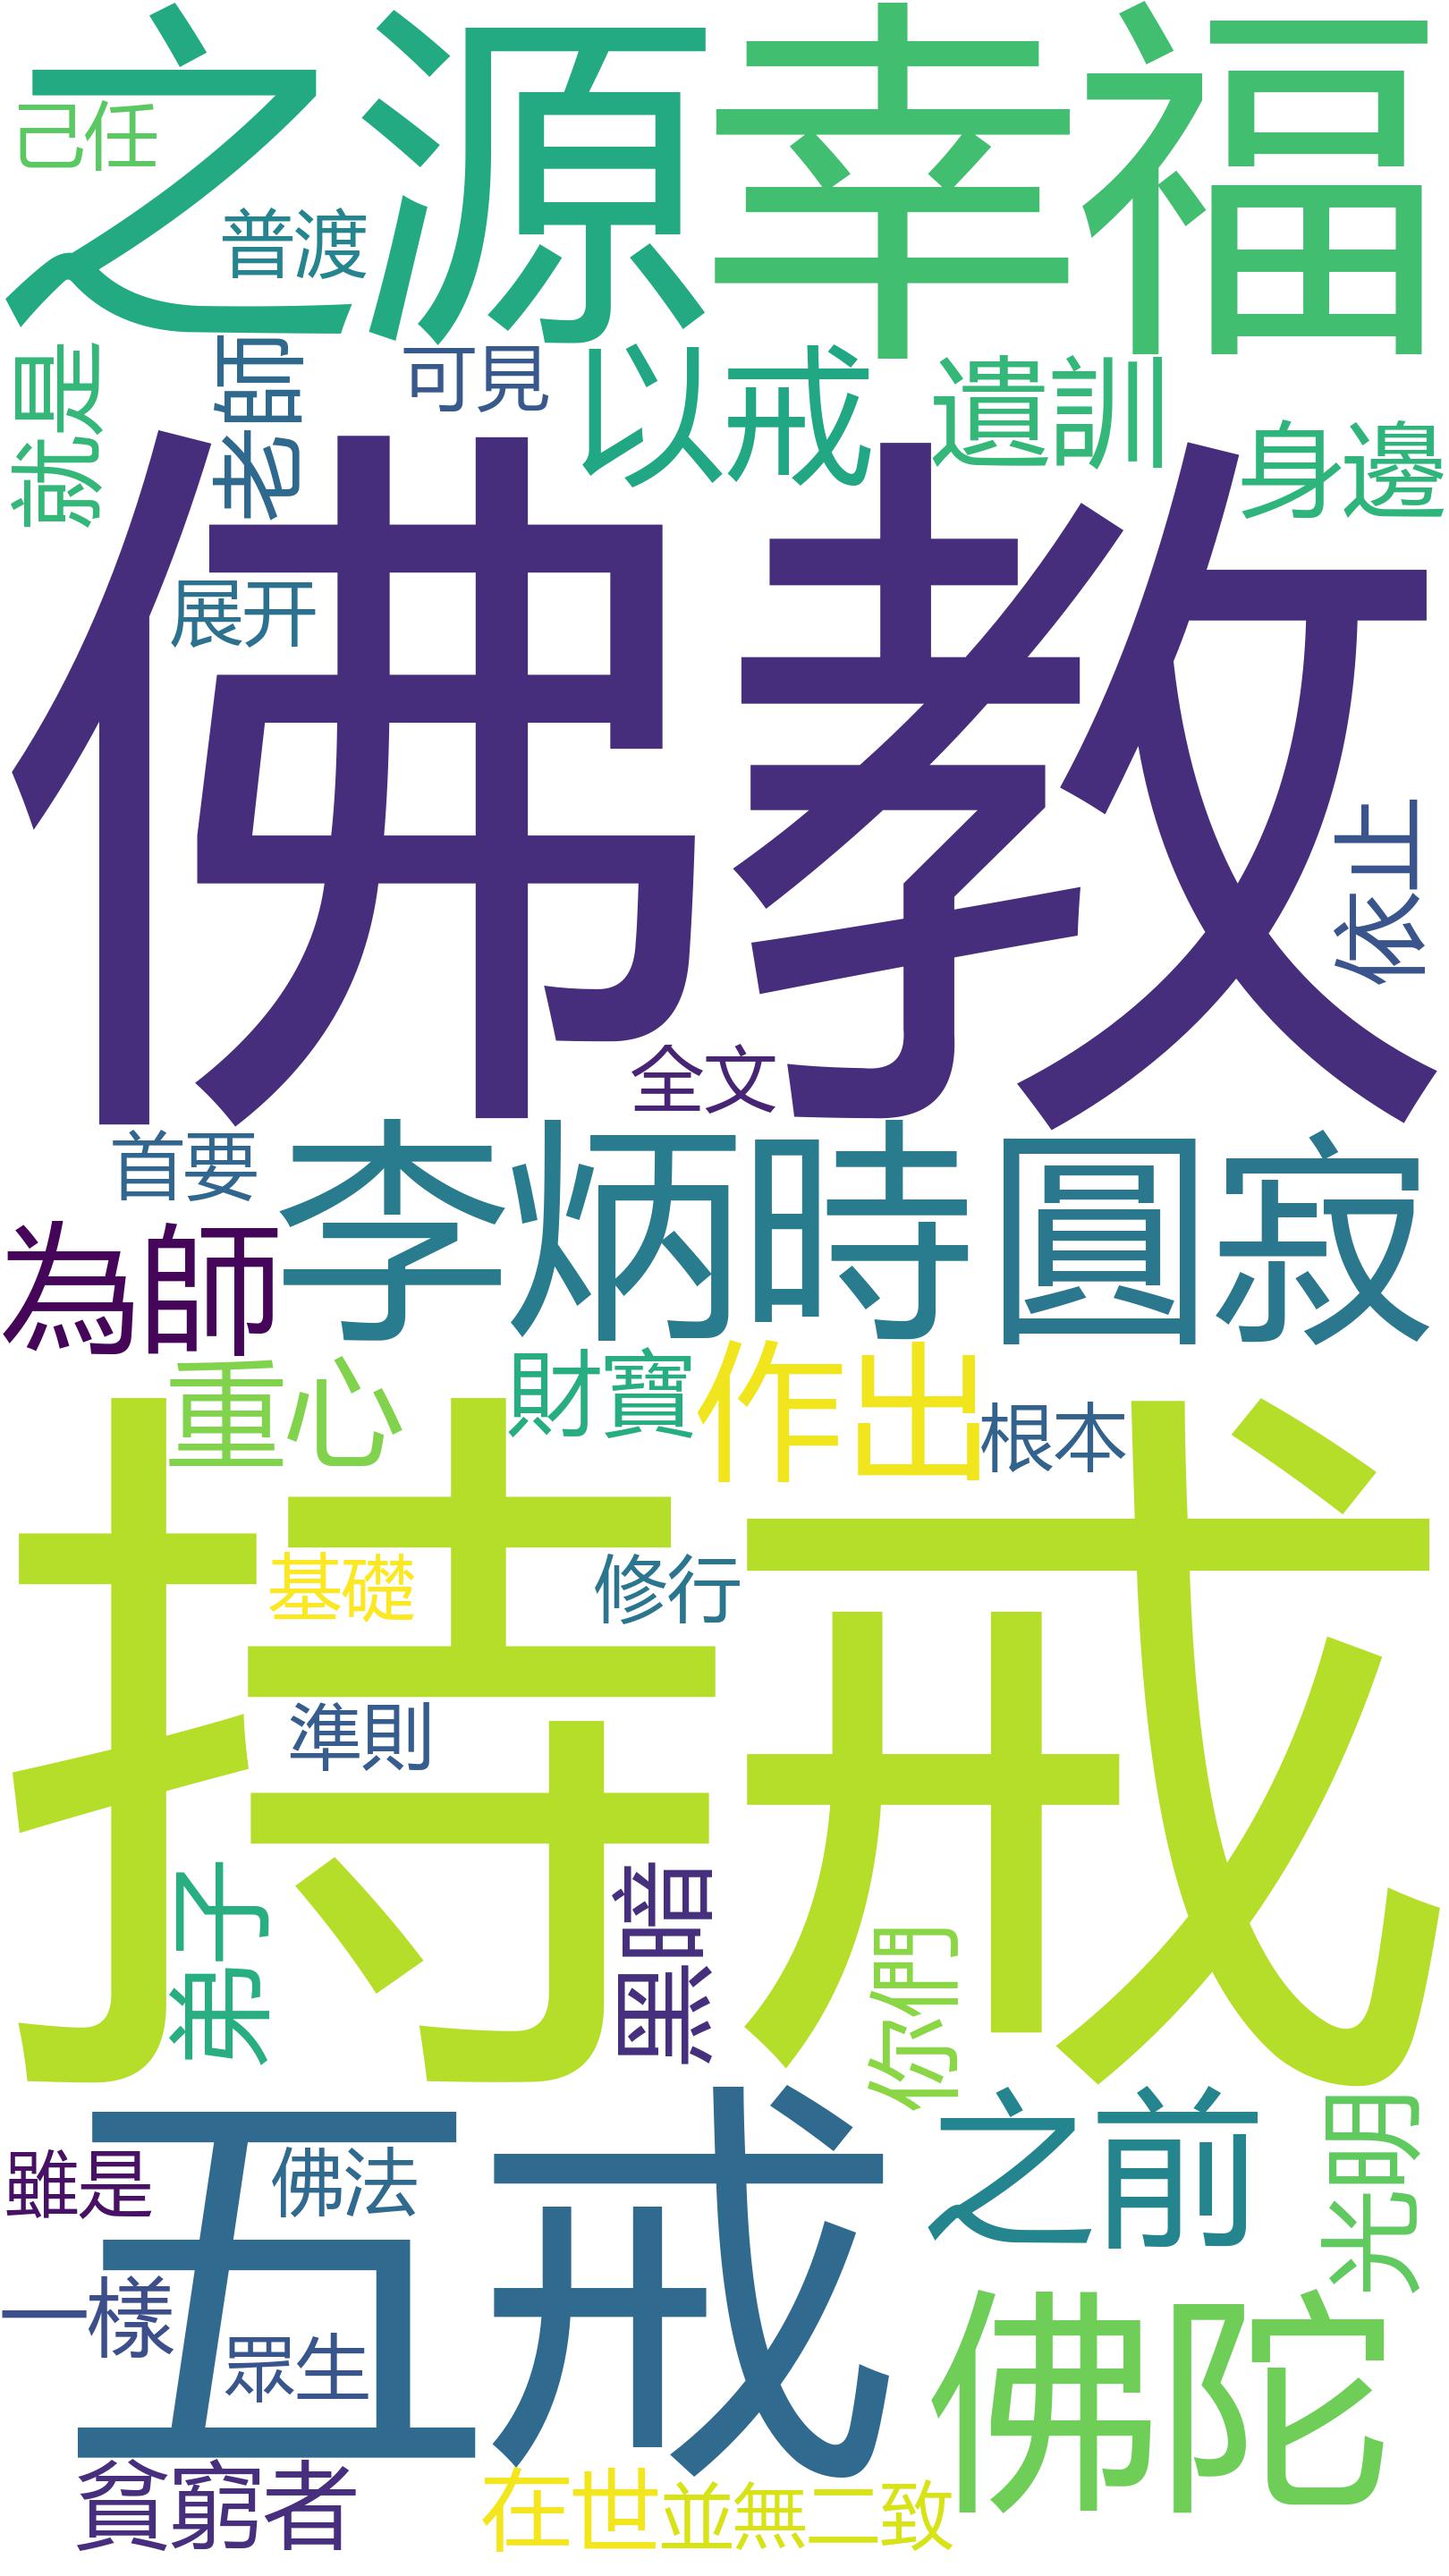 之源
幸福
己任
普渡
就是
老師
可見
以戒
遺訓
身邊
佛教
展开
依止
全文
首要
李炳時
圓寂
為師
重心
財寶
作出
根本
持戒
基礎
修行
準則
弟子
黑暗
你們
五戒
之前
光明
雖是
佛法
一樣
眾生
佛陀
貧窮者
在世
並無二致